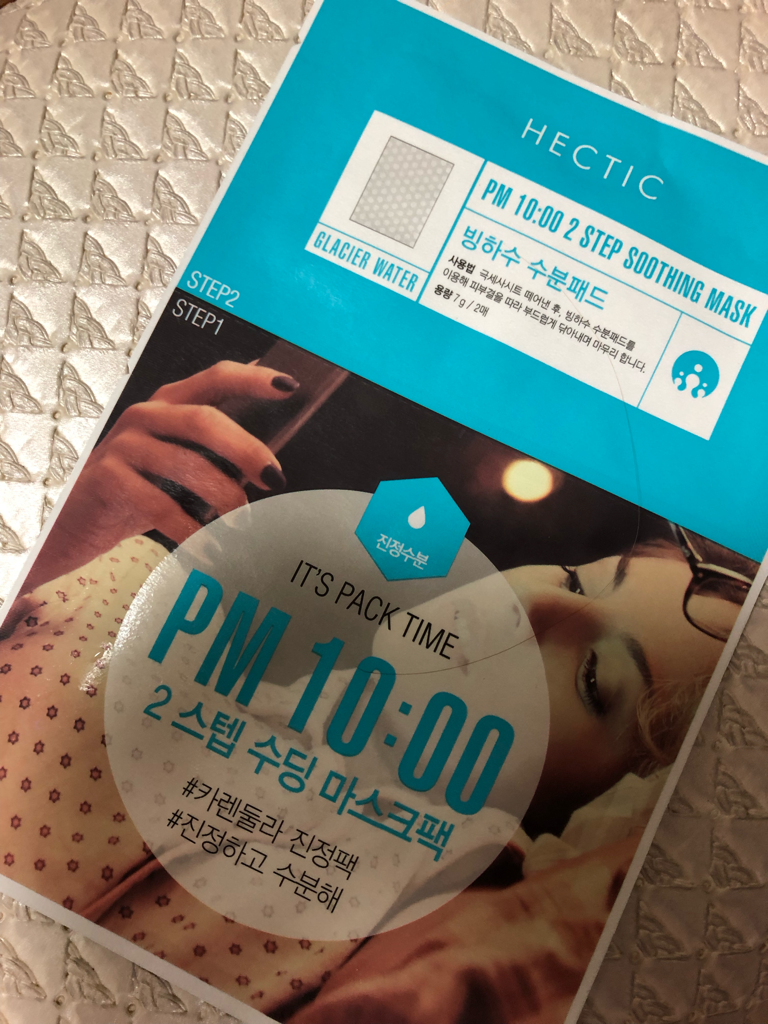 HECTIC
GLACIER WATER
PM 10:00 2 STEP SOOTHING MASK
빙하수 수분패드
사용법 극세사시트 떼어낸 후, 빙하수 수분패드를
이용해 피부결을 따라 부드럽게 닦아내며 마무리 합니다.
용량 7g / 2매
STEP2
STEP1
진정수분
IT'S PACK TIME
PM 10:00
2 스텝 수딩 마스크팩
#카렌둘라 진정팩
#진정하고 수분해